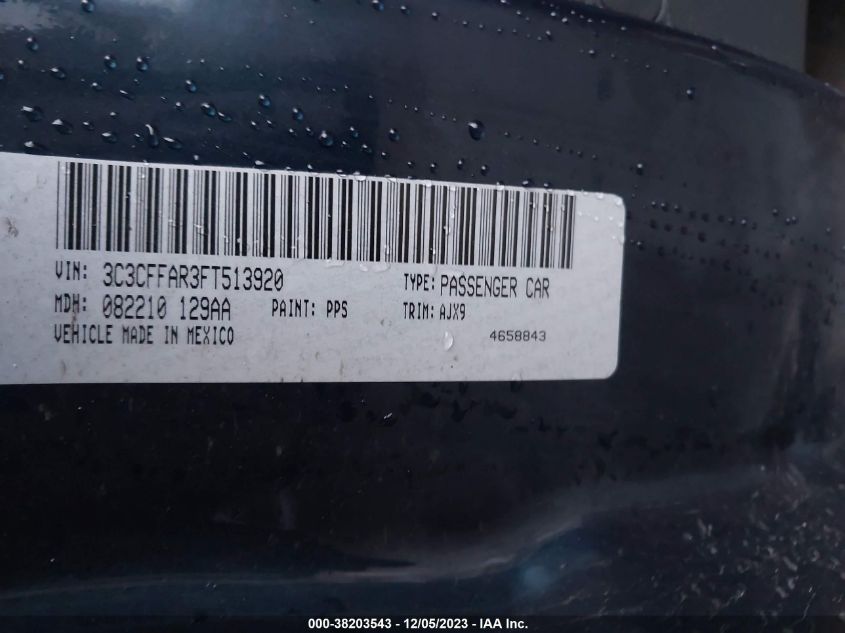 VIN: 3C3CFFAR3FT513920 TYPE: PASSENGER CAR
MDH: 082210 129AA PAINT: PPS TRIM: AJX9
VEHICLE MADE IN MEXICO 4658843
000-38203543 - 12/05/2023 - IAA Inc.